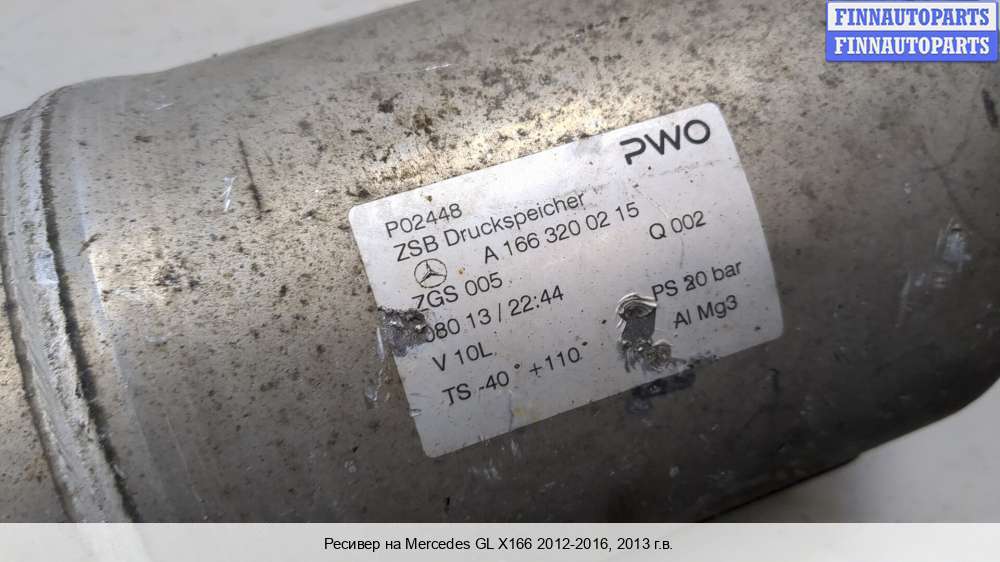 FINNAUTOPARTS
FINNAUTOPARTS
PWO
P02448
ZSB Druckspeicher
A 166 320 02 15
Q 002
ZGS 005
080 13 / 22:44
PS 20 bar
V 10L
Al Mg3
TS -40° +110°
Ресивер на Mercedes GL X166 2012-2016, 2013 г.в.